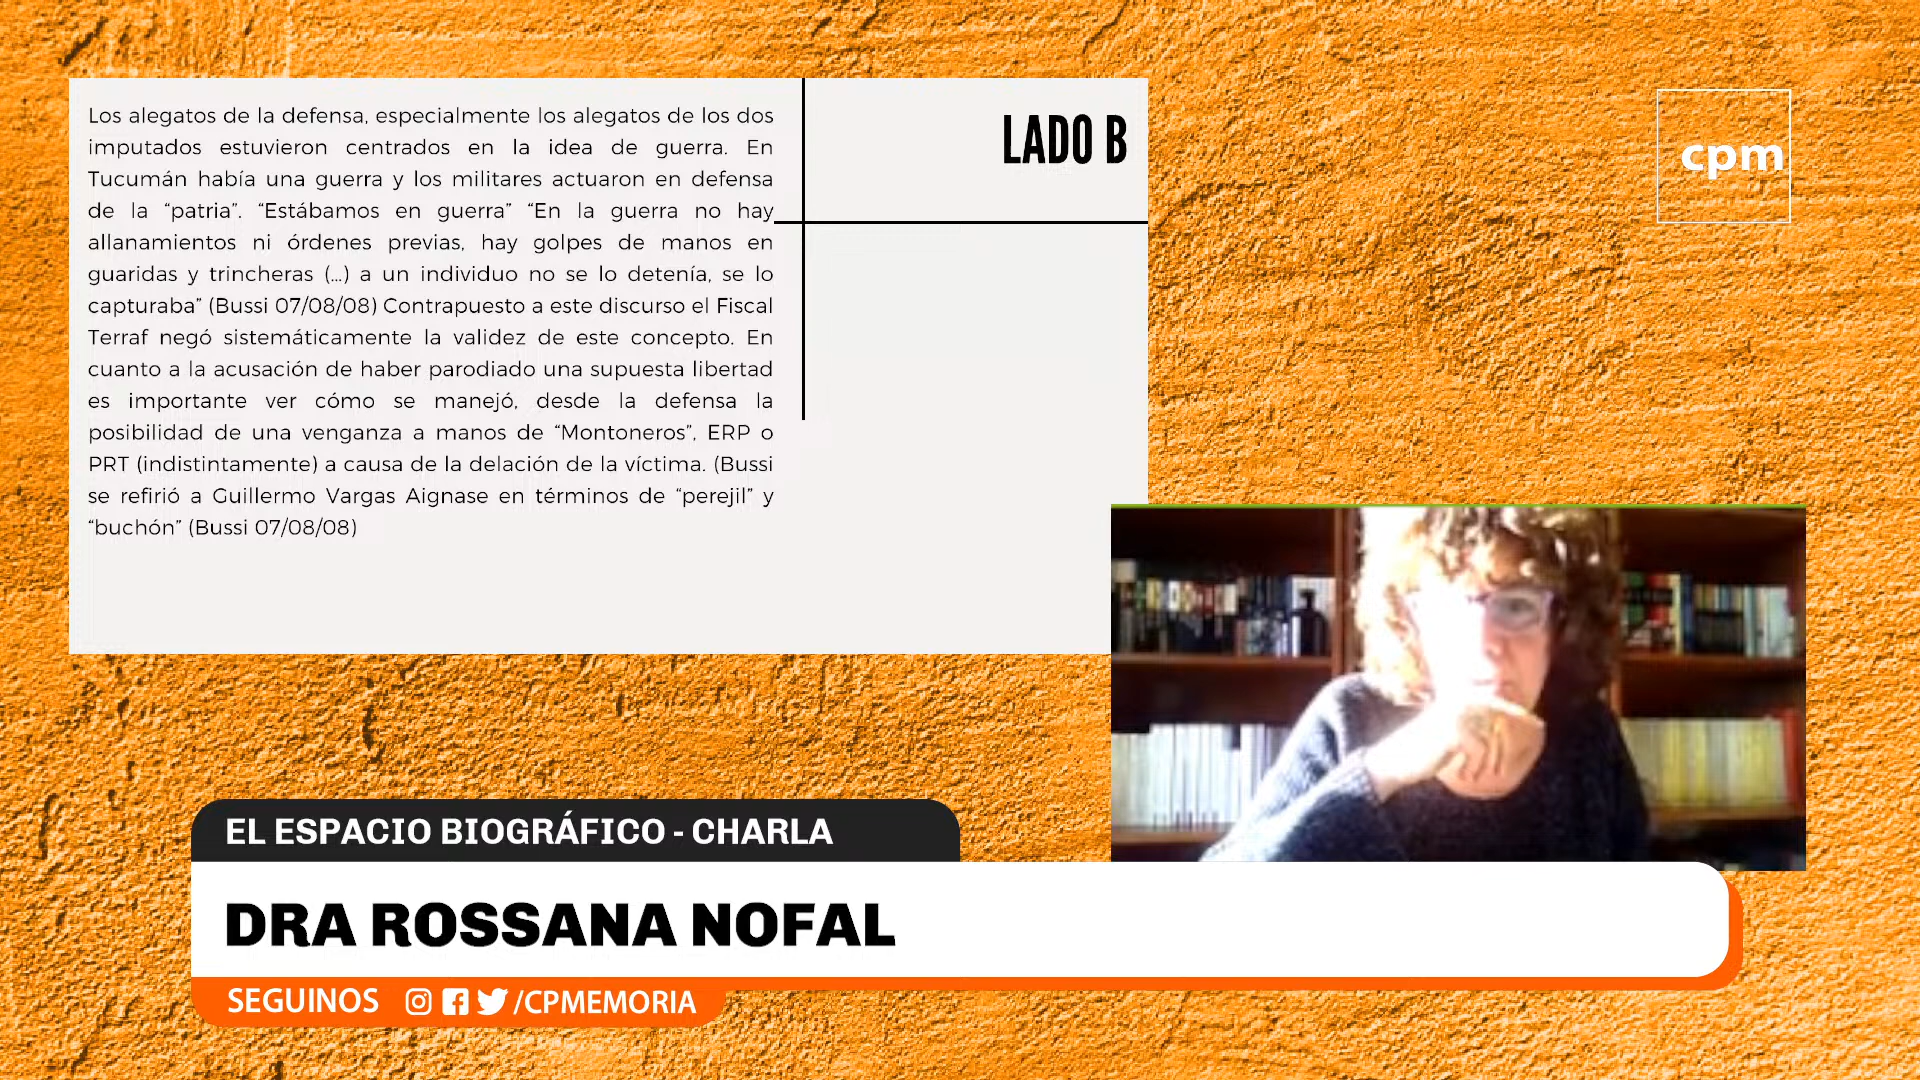 Los alegatos de la defensa, especialmente los alegatos de los dos
imputados estuvieron centrados en la idea de guerra. En
Tucumán había una guerra y los militares actuaron en defensa
de la “patria”. “Estábamos en guerra” “En la guerra no hay
allanamientos ni órdenes previas, hay golpes de manos en
guaridas y trincheras (...) a un individuo no se lo detenía, se lo
capturaba” (Bussi 07/08/08) Contrapuesto a este discurso el Fiscal
Terraf negó sistemáticamente la validez de este concepto. En
cuanto a la acusación de haber parodiado una supuesta libertad
es importante ver cómo se manejó, desde la defensa la
posibilidad de una venganza a manos de “Montoneros”, ERP o
PRT (indistintamente) a causa de la delación de la víctima. (Bussi
se refirió a Guillermo Vargas Aignase en términos de “perejil” y
“buchón” (Bussi 07/08/08)
LADO B
cpm
EL ESPACIO BIOGRÁFICO - CHARLA
DRA ROSSANA NOFAL
SEGUINOS /CPMEMORIA